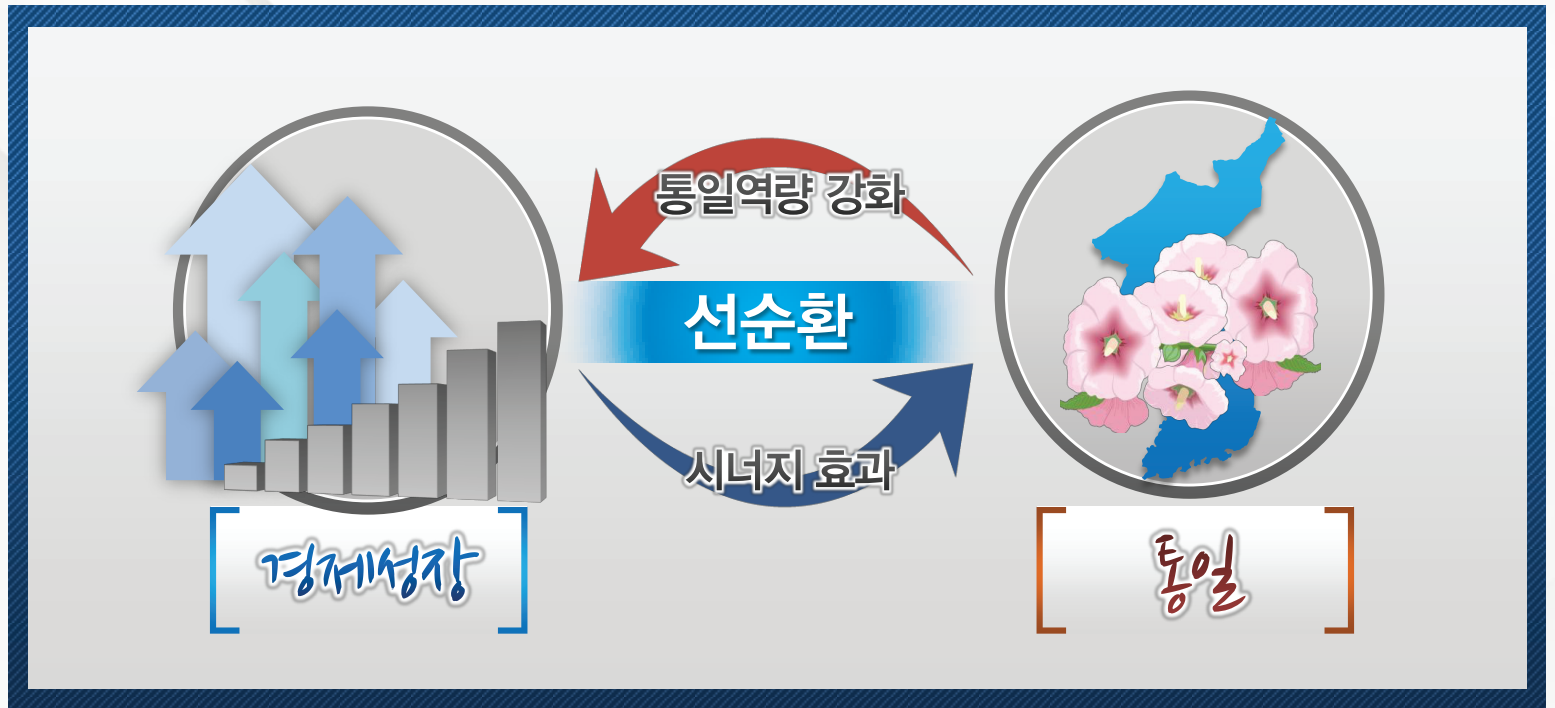 통일역량 강화
선순환
시너지 효과
경제성장
통일